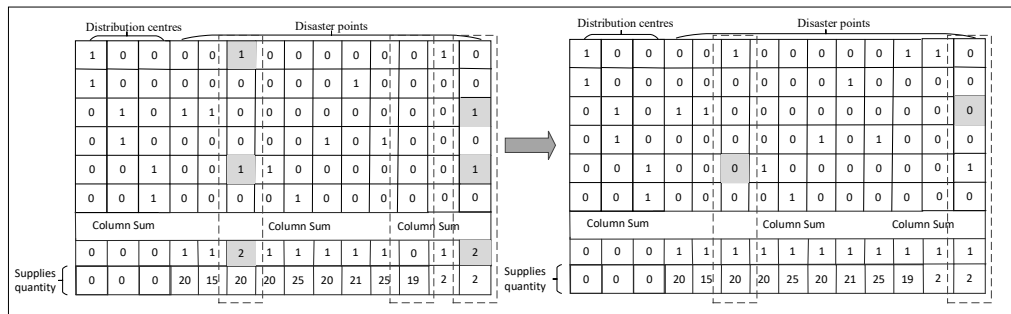 Distribution centres Disaster points
1 0 0 0 0 1 0 0 0 0 0 0 1 0
1 0 0 0 0 0 0 0 0 1 0 0 0 0
0 1 0 1 1 0 0 0 0 0 0 0 0 1
0 1 0 0 0 0 0 0 1 0 1 0 0 0
0 0 1 0 0 1 1 0 0 0 0 0 0 1
0 0 1 0 0 0 0 1 0 0 0 0 0 0
Column Sum Column Sum Column Sum
0 0 0 1 1 2 1 1 1 1 1 0 1 2
Supplies
quantity
0 0 0 20 15 20 20 25 20 21 25 19 2 2
Distribution centres Disaster points
1 0 0 0 0 1 0 0 0 0 0 1 1 0
1 0 0 0 0 0 0 0 0 1 0 0 0 0
0 1 0 1 1 0 0 0 0 0 0 0 0 0
0 1 0 0 0 0 0 0 1 0 1 0 0 0
0 0 1 0 0 0 1 0 0 0 0 0 0 1
0 0 1 0 0 0 0 1 0 0 0 0 0 0
Column Sum Column Sum Column Sum
0 0 0 1 1 1 1 1 1 1 1 1 1 1
Supplies
quantity
0 0 0 20 15 20 20 25 20 21 25 19 2 2